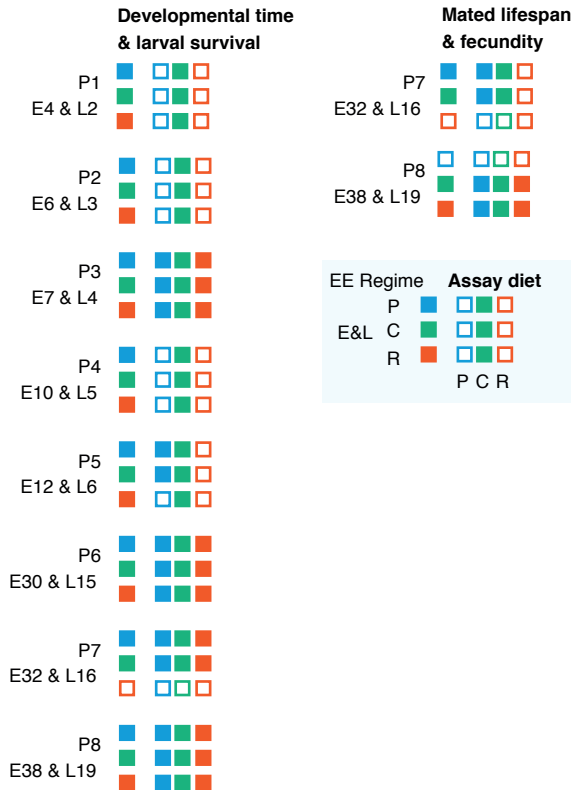 Developmental time
& larval survival
P1
E4 & L2
P2
E6 & L3
P3
E7 & L4
P4
E10 & L5
P5
E12 & L6
P6
E30 & L15
P7
E32 & L16
P8
E38 & L19
Mated lifespan
& fecundity
P7
E32 & L16
P8
E38 & L19
EE Regime Assay diet
P
E&L C
R
P C R